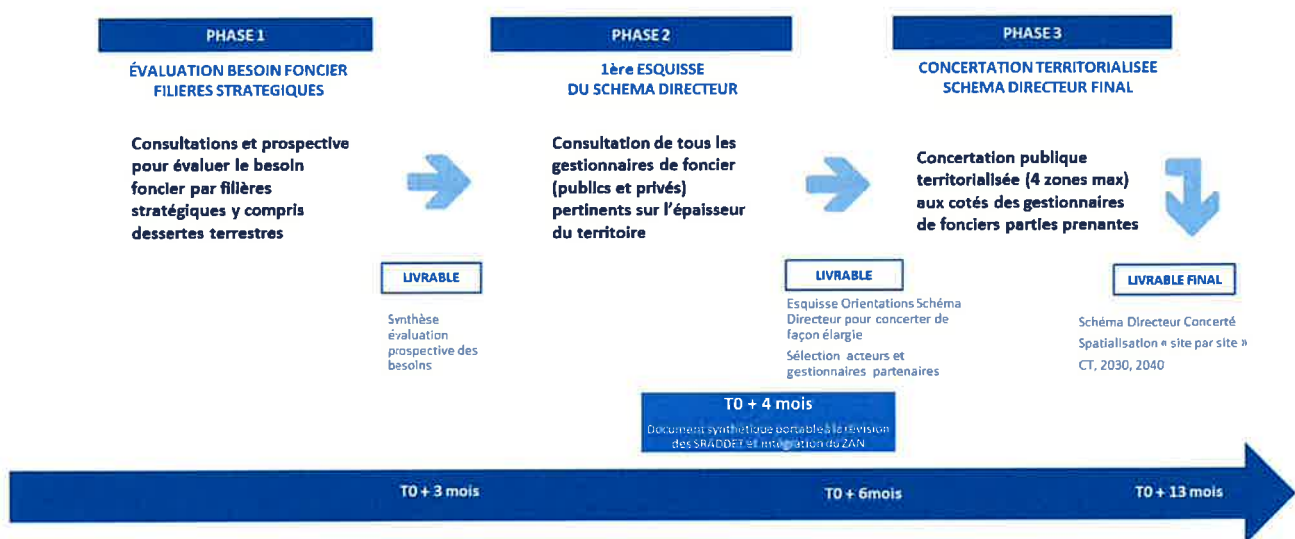 PHASE 1
ÉVALUATION BESOIN FONCIER
FILIERES STRATEGIQUES
Consultations et prospective
pour évaluer le besoin
foncier par filières
stratégiques y compris
dessertes terrestres
LIVRABLE
Synthèse
évaluation
prospective des
besoins
PHASE 2
1ère ESQUISSE
DU SCHEMA DIRECTEUR
Consultation de tous les
gestionnaires de foncier
(publics et privés)
pertinents sur l'épaisseur
du territoire
LIVRABLE
Esquisse Orientations Schéma
Directeur pour concerter de
façon élargie
Sélection acteurs et
gestionnaires partenaires
PHASE 3
CONCERTATION TERRITORIALISEE
SCHEMA DIRECTEUR FINAL
Concertation publique
territorialisée (4 zones max)
aux cotés des gestionnaires
de fonciers parties prenantes
LIVRABLE FINAL
Schéma Directeur Concerté
Spatialisation « site par site »
CT, 2030, 2040
T0 + 4 mois
Document synthétique portable à la révision
des SRADDET et intégration du ZAN
T0 + 3 mois
T0 + 6mois
T0 + 13 mois